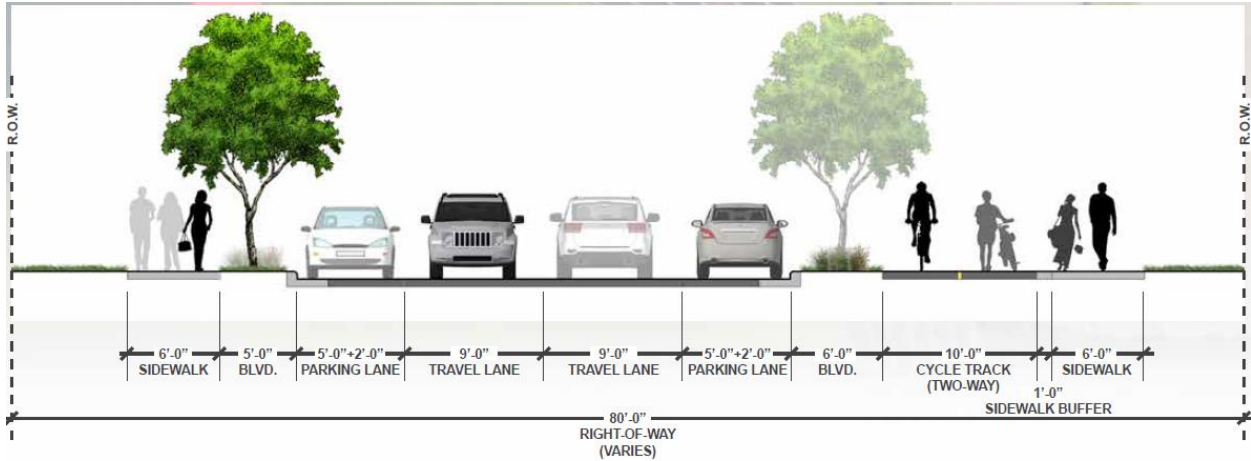 R.O.W.
R.O.W.
6'-0"
SIDEWALK
5'-0"
BLVD.
5'-0"+2'-0"
PARKING LANE
9'-0"
TRAVEL LANE
9'-0"
TRAVEL LANE
5'-0"+2'-0"
PARKING LANE
6'-0"
BLVD.
10'-0"
CYCLE TRACK
(TWO-WAY)
1'-0"
SIDEWALK BUFFER
6'-0"
SIDEWALK
80'-0"
RIGHT-OF-WAY
(VARIES)